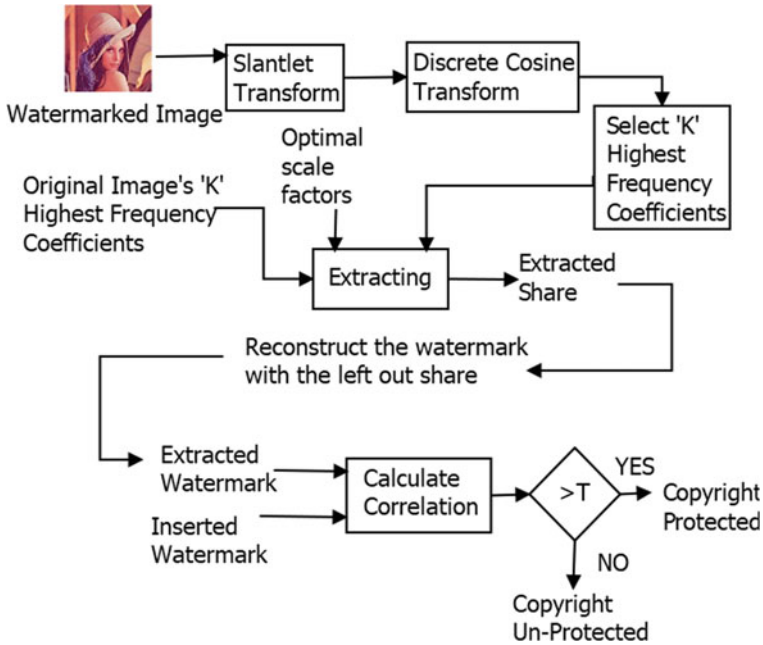 Slantlet
Transform
Discrete Cosine
Transform
Watermarked Image
Select 'K'
Highest
Frequency
Coefficients
Optimal
scale
factors
Original Image's 'K'
Highest Frequency
Coefficients
Extracting
Extracted
Share
Reconstruct the watermark
with the left out share
Extracted
Watermark
Calculate
Correlation
>T
YES
Copyright
Protected
Inserted
Watermark
NO
Copyright
Un-Protected